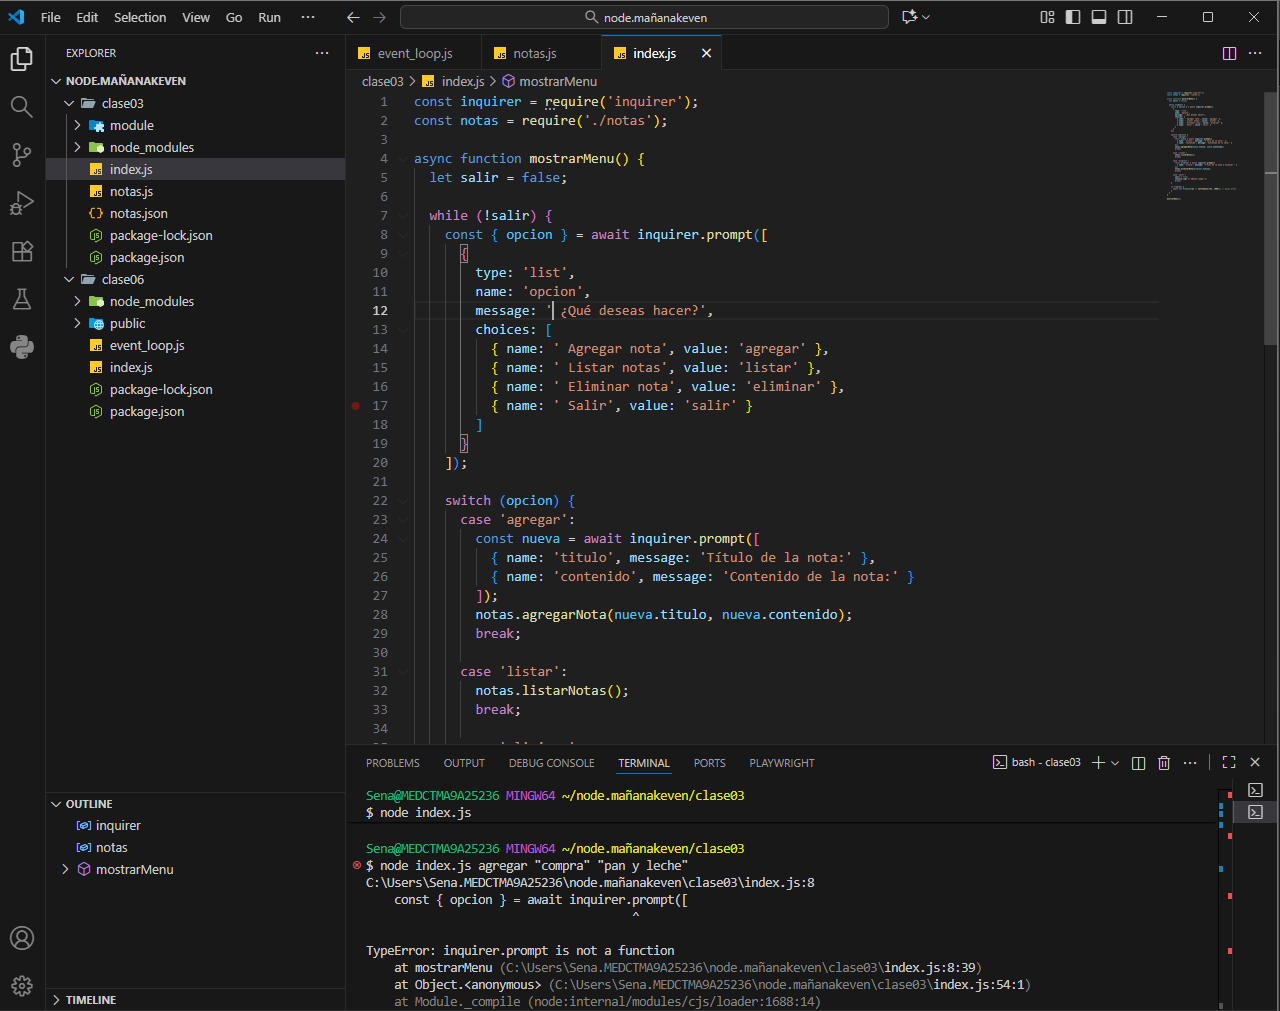 File Edit Selection View Go Run ··· node.mañanakeven
EXPLORER ···
NODE.MAÑANAKEVEN
clase03
module
node_modules
index.js
notas.js
notas.json
package-lock.json
package.json
clase06
node_modules
public
event_loop.js
index.js
package-lock.json
package.json
OUTLINE
inquirer
notas
mostrarMenu
TIMELINE
event_loop.js notas.js index.js
clase03 > index.js > mostrarMenu
1 const inquirer = require('inquirer');
2 const notas = require('./notas');
3
4 async function mostrarMenu() {
5 let salir = false;
6
7 while (!salir) {
8 const { opcion } = await inquirer.prompt([
9 {
10 type: 'list',
11 name: 'opcion',
12 message: ' ¿Qué deseas hacer?',
13 choices: [
14 { name: ' Agregar nota', value: 'agregar' },
15 { name: ' Listar notas', value: 'listar' },
16 { name: ' Eliminar nota', value: 'eliminar' },
17 { name: ' Salir', value: 'salir' }
18 ]
19 }
20 ]);
21
22 switch (opcion) {
23 case 'agregar':
24 const nueva = await inquirer.prompt([
25 { name: 'titulo', message: 'Título de la nota:' },
26 { name: 'contenido', message: 'Contenido de la nota:' }
27 ]);
28 notas.agregarNota(nueva.titulo, nueva.contenido);
29 break;
30
31 case 'listar':
32 notas.listarNotas();
33 break;
34
PROBLEMS OUTPUT DEBUG CONSOLE TERMINAL PORTS PLAYWRIGHT bash - clase03
Sena@MEDCTMA9A25236 MINGW64 ~/node.mañanakeven/clase03
$ node index.js
Sena@MEDCTMA9A25236 MINGW64 ~/node.mañanakeven/clase03
$ node index.js agregar "compra" "pan y leche"
C:\Users\Sena.MEDCTMA9A25236\node.mañanakeven\clase03\index.js:8
const { opcion } = await inquirer.prompt([
^
TypeError: inquirer.prompt is not a function
at mostrarMenu (C:\Users\Sena.MEDCTMA9A25236\node.mañanakeven\clase03\index.js:8:39)
at Object.<anonymous> (C:\Users\Sena.MEDCTMA9A25236\node.mañanakeven\clase03\index.js:54:1)
at Module._compile (node:internal/modules/cjs/loader:1688:14)